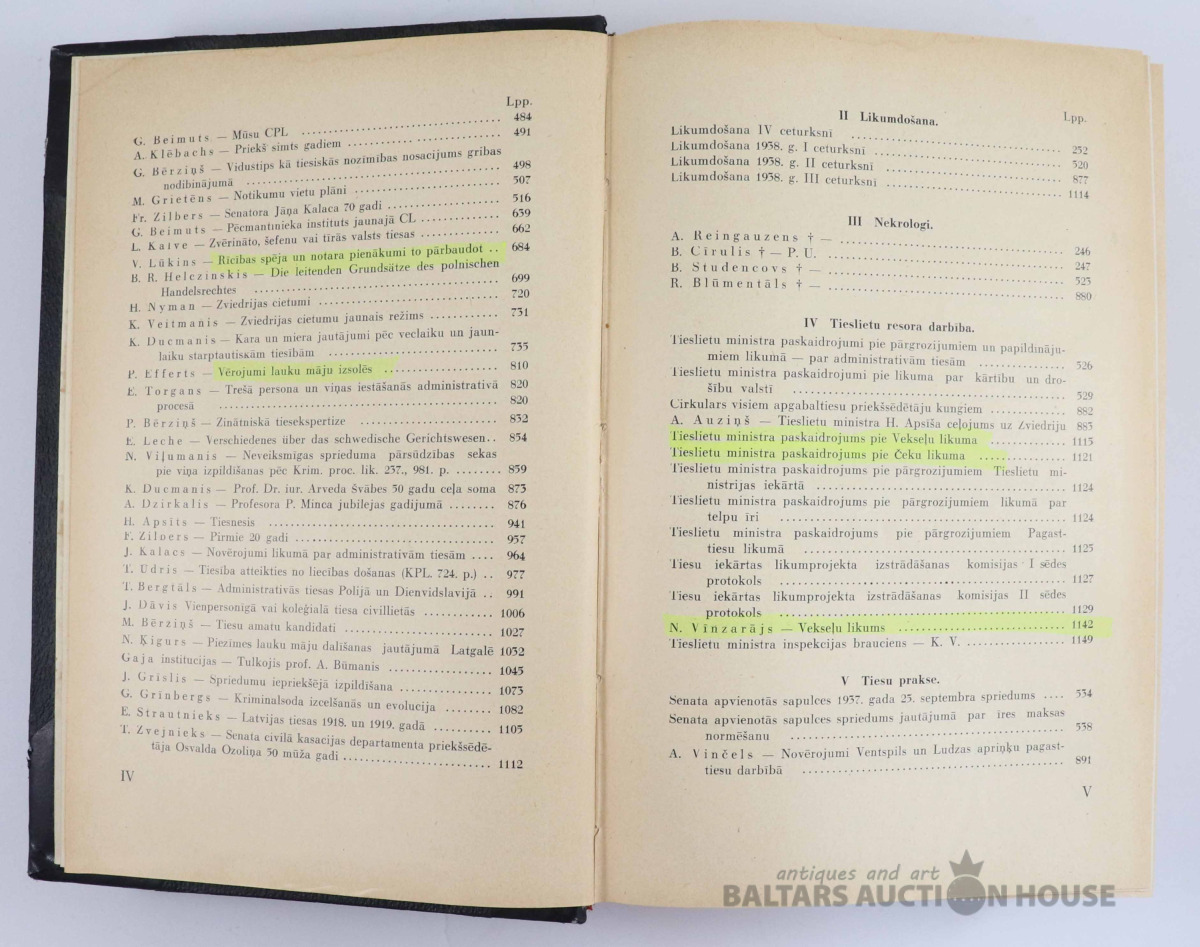 Lpp.
484
G. Beimuts — Mūsu CPL 491
A. Klēbachs — Priekš simts gadiem
G. Bērziņš — Vidustips kā tiesiskās nozīmības nosacījums gribas
nodibinājumā 498
M. Grietēns — Notikumu vietu plāni 507
Fr. Zilbers — Senatora Jāņa Kalaca 70 gadi 516
G. Beimuts — Pēcmantinieka instituts jaunajā CL 639
L. Kaive — Zvērināto, šefenu vai tīrās valsts tiesas 662
V. Lūkins — Rīcības spēja un notara pienākumi to pārbaudot 684
B. R. Helczinskis — Die leitenden Grundsätze des polnischen
Handelsrechtes 699
H. Nyman — Zviedrijas cietumi 720
K. Veitmanis — Zviedrijas cietumu jaunais režims 731
K. Ducmanis — Kara un miera jautājumi pēc veclaiku un jaun-
laiku starptautiskām tiesībām 735
P. Efferts — Vērojumi lauku māju izsolēs 810
E. Torgans — Trešā persona un viņas iestāšanās administratīvā 820
procesā 820
P. Bērziņš — Zinātniskā tiesekspertize 832
E. Leche — Verschiedenes über das schwedische Gerichtswesen.. 834
N. Viļumanis — Neveiksmīgas sprieduma pārsūdzības sekas
pie viņa izpildīšanas pēc Krim. proc. lik. 237., 981. p. 859
K. Ducmanis — Prof. Dr. iur. Arveda Švābes 50 gadu ceļa soma 873
A. Dzirkalis — Profesora P. Minca jubilejas gadījumā 876
H. Apsīts — Tiesnesis 941
F. Zilbers — Pirmie 20 gadi 957
J. Kalacs — Novērojumi likumā par administratīvām tiesām 964
T. Ūdris — Tiesība atteikties no liecības došanas (KPL. 724. p.) 977
T. Bergtāls — Administratīvās tiesas Polijā un Dienvidslavijā 991
J. Dāvis Vienpersonīgā vai koleģiālā tiesa civillietās 1006
M. Bērziņš — Tiesu amatu kandidati 1027
N. Ķigurs — Piezīmes lauku māju dalīšanas jautājumā Latgalē 1032
Gaja institucijas — Tulkojis prof. A. Būmanis 1045
J. Grīslis — Spriedumu iepriekšējā izpildīšana 1073
G. Grīnbergs — Kriminalsoda izcelšanās un evolucija 1082
E. Strautnieks — Latvijas tiesas 1918. un 1919. gadā 1105
T. Zvejnieks — Senata civilā kasacijas departamenta priekšsēdē-
tāja Osvalda Ozoliņa 50 mūža gadi 1112
IV
II Likumdošana. Lpp.
Likumdošana IV ceturksnī 232
Likumdošana 1938. g. I ceturksnī 520
Likumdošana 1938. g. II ceturksnī 877
Likumdošana 1938. g. III ceturksnī 1114
III Nekrologi.
A. Reingauzens † — 246
B. Cīrulis † — P. U. 247
B. Studencovs † — 525
R. Blūmentāls † — 880
IV Tieslietu resora darbība.
Tieslietu ministra paskaidrojumi pie pārgrozījumiem un papildināju-
miem likumā — par administratīvām tiesām 526
Tieslietu ministra paskaidrojumi pie likuma par kārtību un dro-
šību valstī 529
Cirkulars visiem apgabaltiesu priekšsēdētāju kungiem 882
A. Auziņš — Tieslietu ministra H. Apsīša ceļojums uz Zviedriju 883
Tieslietu ministra paskaidrojums pie Vekseļu likuma 1115
Tieslietu ministra paskaidrojums pie Čeku likuma 1121
Tieslietu ministra paskaidrojums pie pārgrozījumiem Tieslietu mi-
nistrijas iekārtā 1124
Tieslietu ministra paskaidrojums pie pārgrozījumiem likumā par
telpu īri 1124
Tieslietu ministra paskaidrojums pie pārgrozījumiem Pagast-
tiesu likumā 1125
Tiesu iekārtas likumprojekta izstrādāšanas komisijas I sēdes
protokols 1127
Tiesu iekārtas likumprojekta izstrādāšanas komisijas II sēdes
protokols 1129
N. Vīnzarājs — Vekseļu likums 1142
Tieslietu ministra inspekcijas brauciens — K. V. 1149
V Tiesu prakse.
Senata apvienotās sapulces 1937. gada 23. septembra spriedums 534
Senata apvienotās sapulces spriedums jautājumā par īres maksas
normēšanu 538
A. Vinčels — Novērojumi Ventspils un Ludzas apriņķu pagast-
tiesu darbībā 891
V
antiques and art
BALTARS AUCTION HOUSE